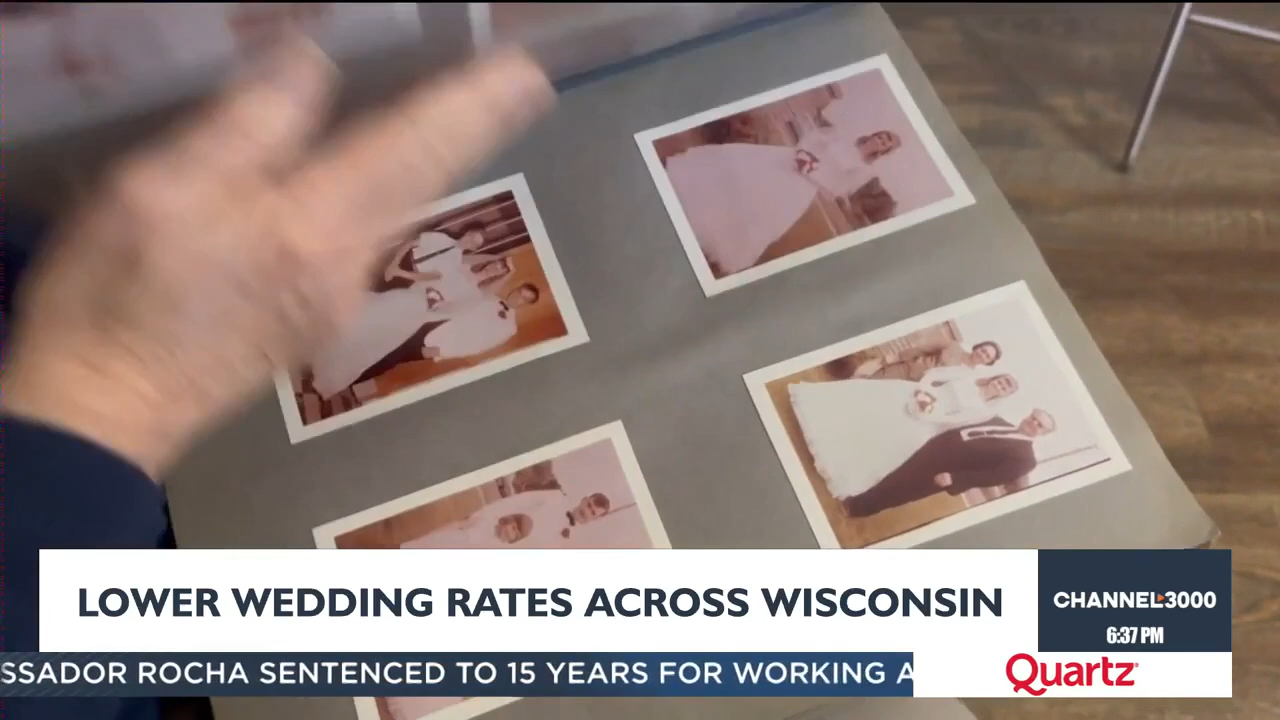 LOWER WEDDING RATES ACROSS WISCONSIN
CHANNEL3000
6:37 PM
SSADOR ROCHA SENTENCED TO 15 YEARS FOR WORKING A
Quartz